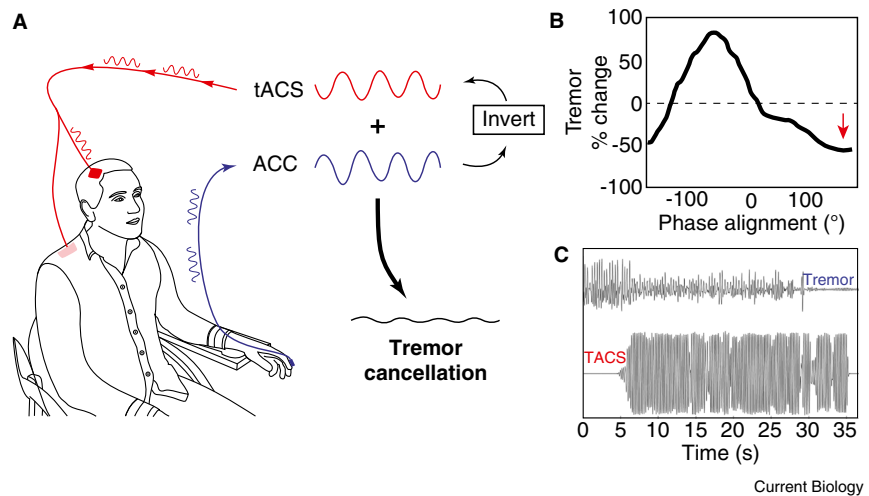 A
tACS
+
Invert
ACC
Tremor
cancellation
B
Tremor
% change
100
50
0
-50
-100
-100 0 100
Phase alignment (°)
C
Tremor
TACS
0 5 10 15 20 25 30 35
Time (s)
Current Biology